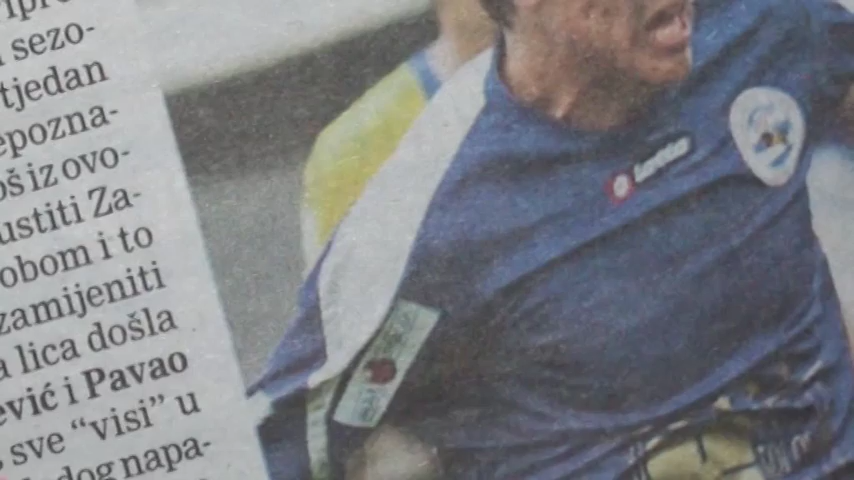 sezo-
tjedan
epozna-
oš iz ovo-
ustiti Za-
obom i to
zamijeniti
a lica došla
ević i Pavao
sve “visi” u
dog napa-
lotto